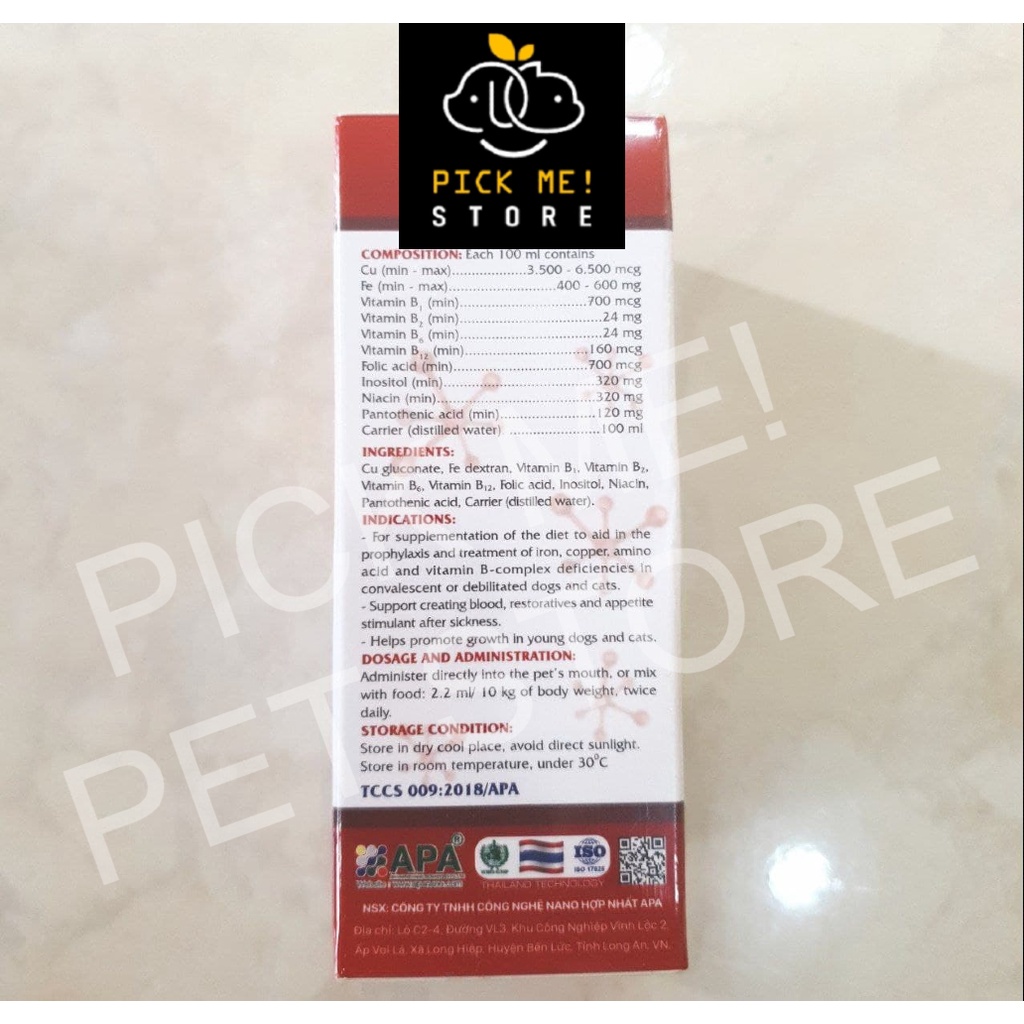 PICK ME!
STORE
COMPOSITION: Each 100 ml contains
Cu (min - max)....................3.500 - 6.500 mcg
Fe (min - max)............................400 - 600 mg
Vitamin B₁ (min)................................700 mcg
Vitamin B₂ (min)....................................24 mg
Vitamin B₆ (min)....................................24 mg
Vitamin B₁₂ (min)...............................160 mcg
Folic acid (min)..................................700 mcg
Inositol (min)......................................320 mg
Niacin (min)........................................320 mg
Pantothenic acid (min).......................120 mg
Carrier (distilled water) .......................100 ml
INGREDIENTS:
Cu gluconate, Fe dextran, Vitamin B₁, Vitamin B₂,
Vitamin B₆, Vitamin B₁₂, Folic acid, Inositol, Niacin,
Pantothenic acid, Carrier (distilled water).
INDICATIONS:
- For supplementation of the diet to aid in the
prophylaxis and treatment of iron, copper, amino
acid and vitamin B-complex deficiencies in
convalescent or debilitated dogs and cats.
- Support creating blood, restoratives and appetite
stimulant after sickness.
- Helps promote growth in young dogs and cats.
DOSAGE AND ADMINISTRATION:
Administer directly into the pet's mouth, or mix
with food: 2.2 ml/ 10 kg of body weight, twice
daily.
STORAGE CONDITION:
Store in dry cool place, avoid direct sunlight.
Store in room temperature, under 30⁰C
TCCS 009:2018/APA
APA®
ISO
ISO 17025
THAILAND TECHNOLOGY
NSX: CÔNG TY TNHH CÔNG NGHỆ NANO HỢP NHẤT APA
Địa chỉ: Lô C2-4, Đường VL3, Khu Công Nghiệp Vĩnh Lộc 2,
Ấp Voi Lá, Xã Long Hiệp, Huyện Bến Lức, Tỉnh Long An, VN.
PICK ME!
PET STORE